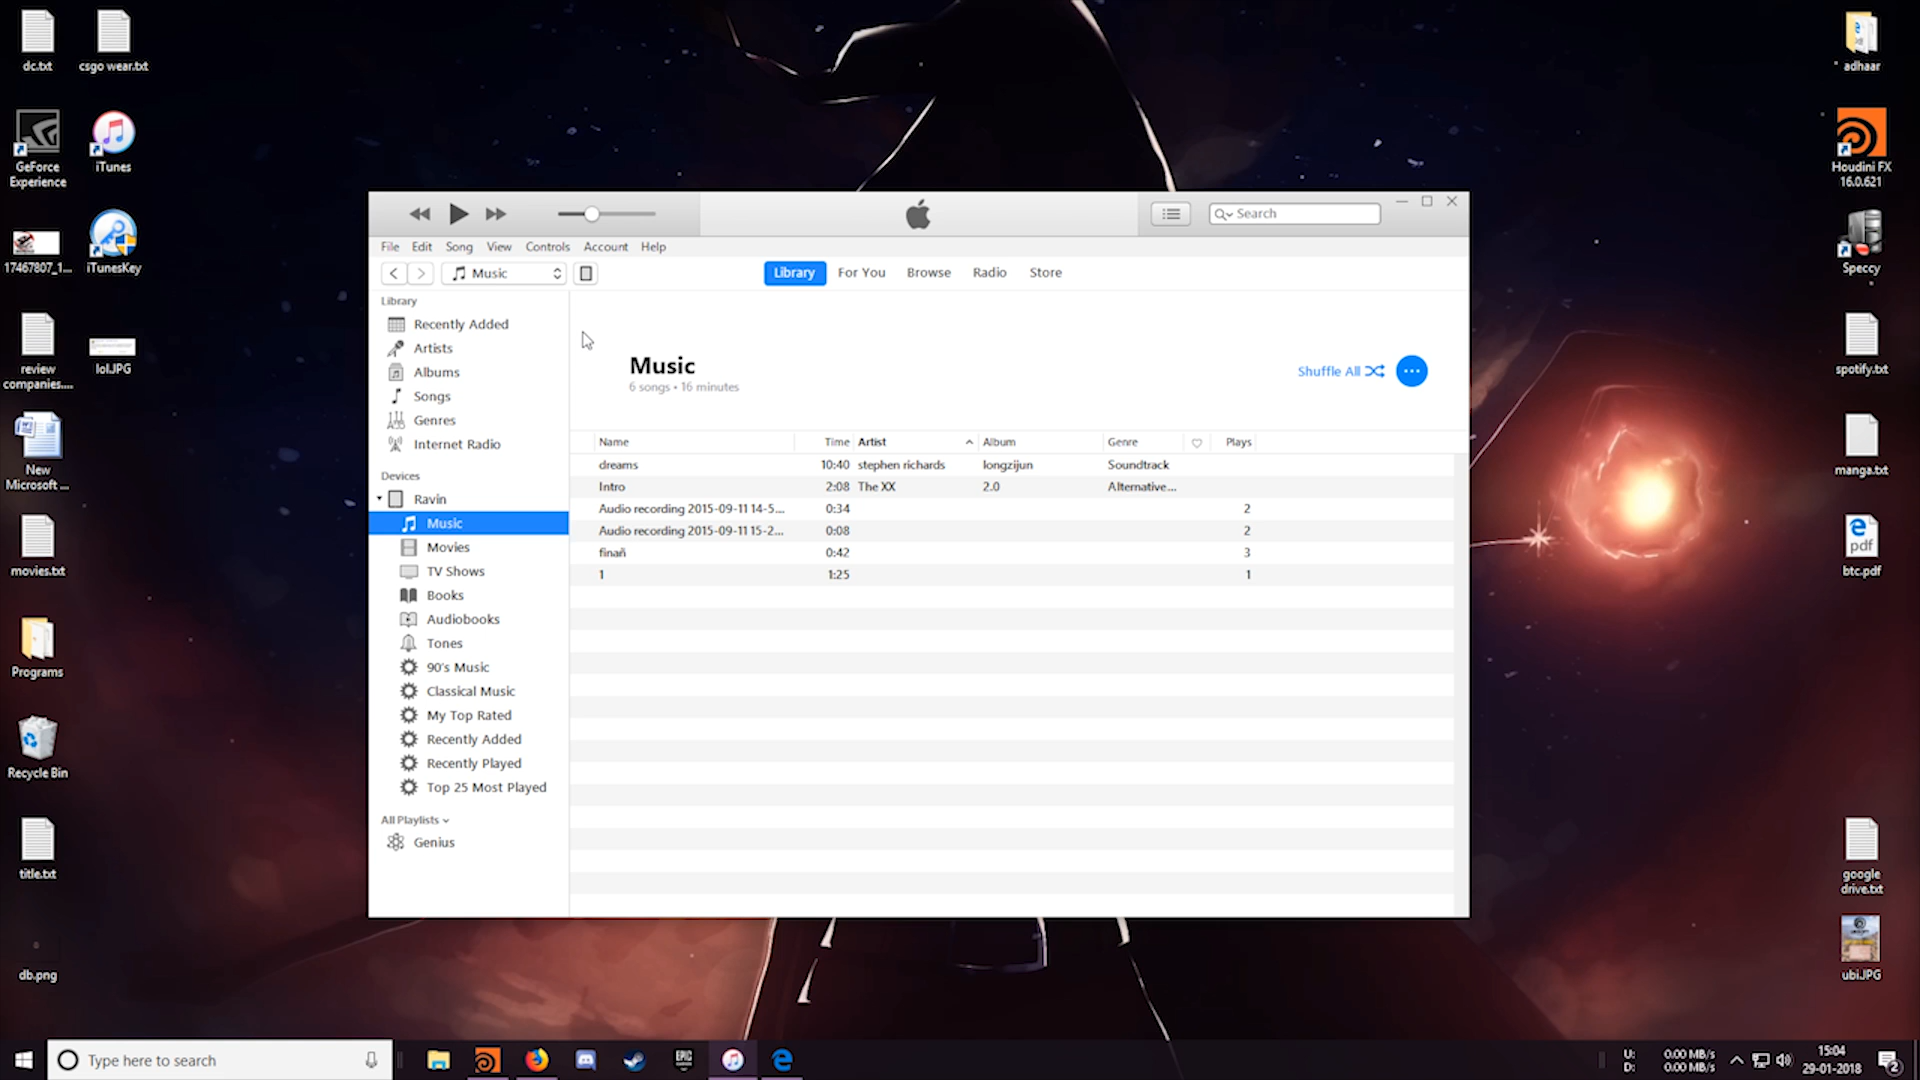 dc.txt
csgo wear.txt
GeForce
Experience
iTunes
17467807_1...
iTunesKey
review
companies....
lol.JPG
New
Microsoft ...
movies.txt
Programs
Recycle Bin
title.txt
db.png
Search
File Edit Song View Controls Account Help
Music
Library For You Browse Radio Store
Library
Recently Added
Artists
Albums
Songs
Genres
Internet Radio
Devices
Ravin
Music
Movies
TV Shows
Books
Audiobooks
Tones
90's Music
Classical Music
My Top Rated
Recently Added
Recently Played
Top 25 Most Played
All Playlists
Genius
Music
6 songs • 16 minutes
Shuffle All
Name Time Artist Album Genre Plays
dreams 10:40 stephen richards longzijun Soundtrack
Intro 2:08 The XX 2.0 Alternative...
Audio recording 2015-09-11 14-5... 0:34 2
Audio recording 2015-09-11 15-2... 0:08 2
finañ 0:42 3
1 1:25 1
adhaar
Houdini FX
16.0.621
Speccy
spotify.txt
manga.txt
pdf
btc.pdf
google
drive.txt
ubi.JPG
Type here to search
EPIC
U: 0.00 MB/s
D: 0.00 MB/s
15:04
29-01-2018
2